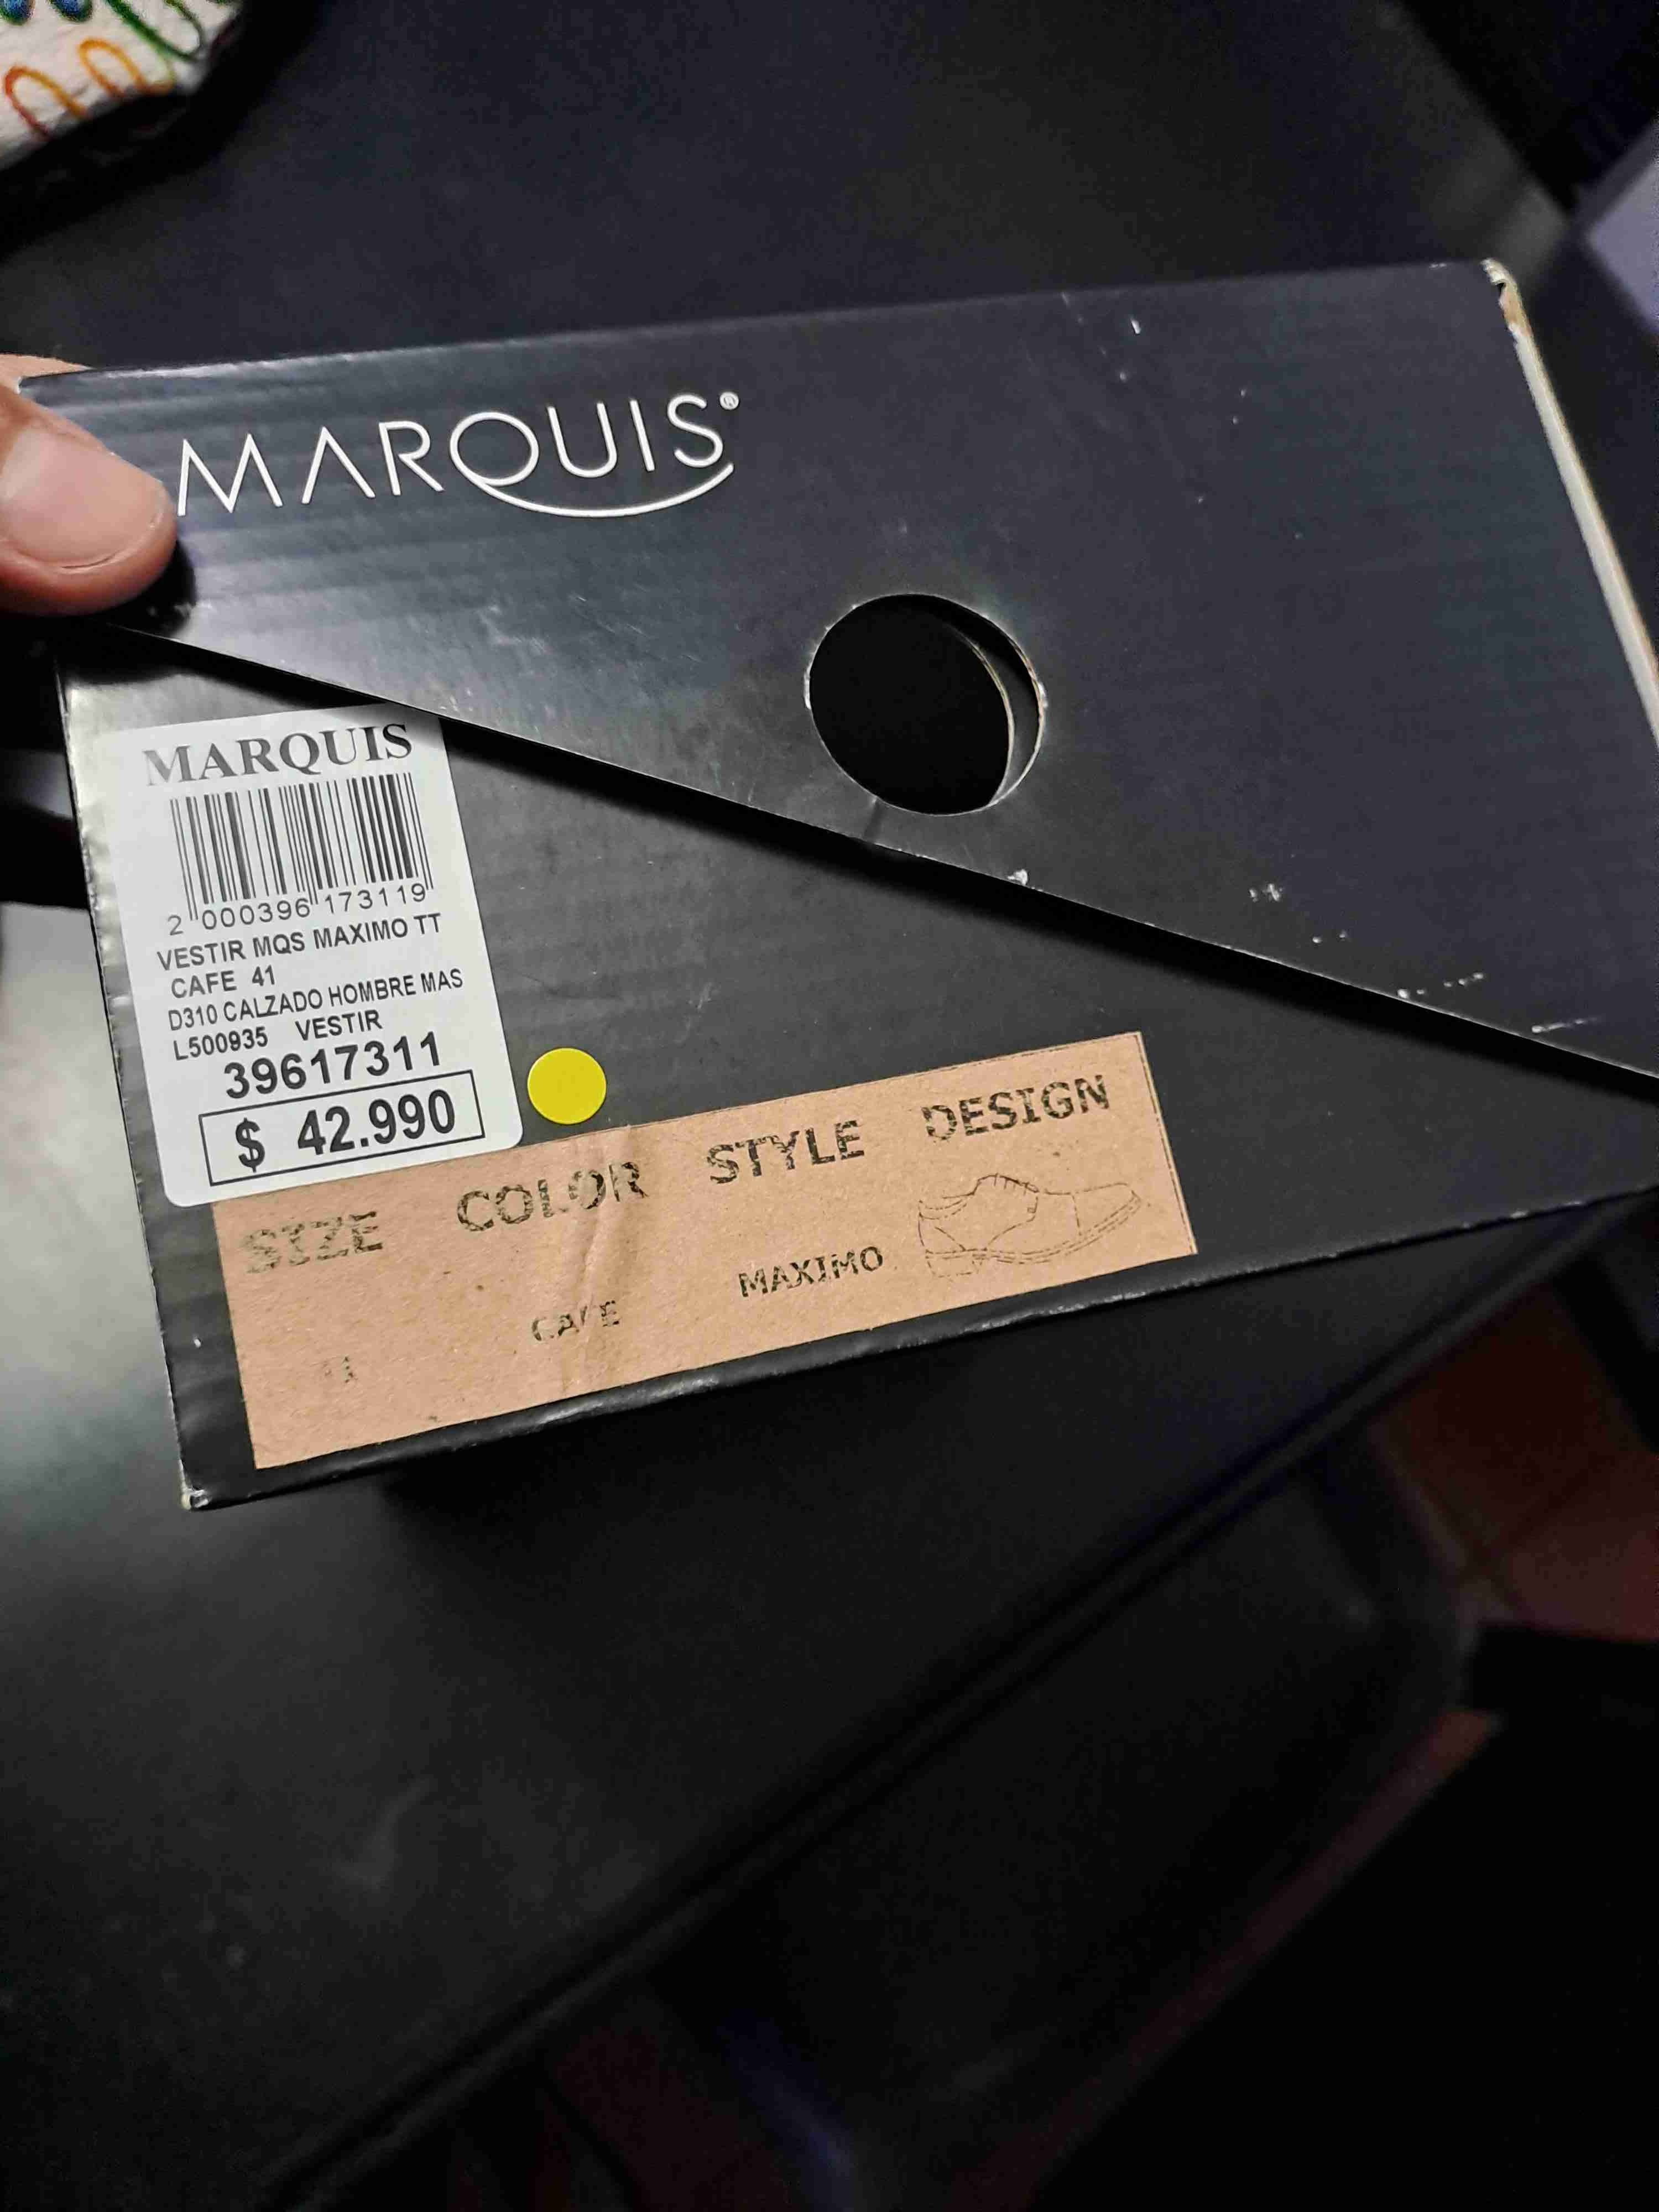 MARQUIS®
MARQUIS
2 000396 173119
VESTIR MQS MAXIMO TT
CAFE 41
D310 CALZADO HOMBRE MAS
L500935 VESTIR
39617311
$ 42.990
SIZE COLOR STYLE DESIGN
CAFE MAXIMO